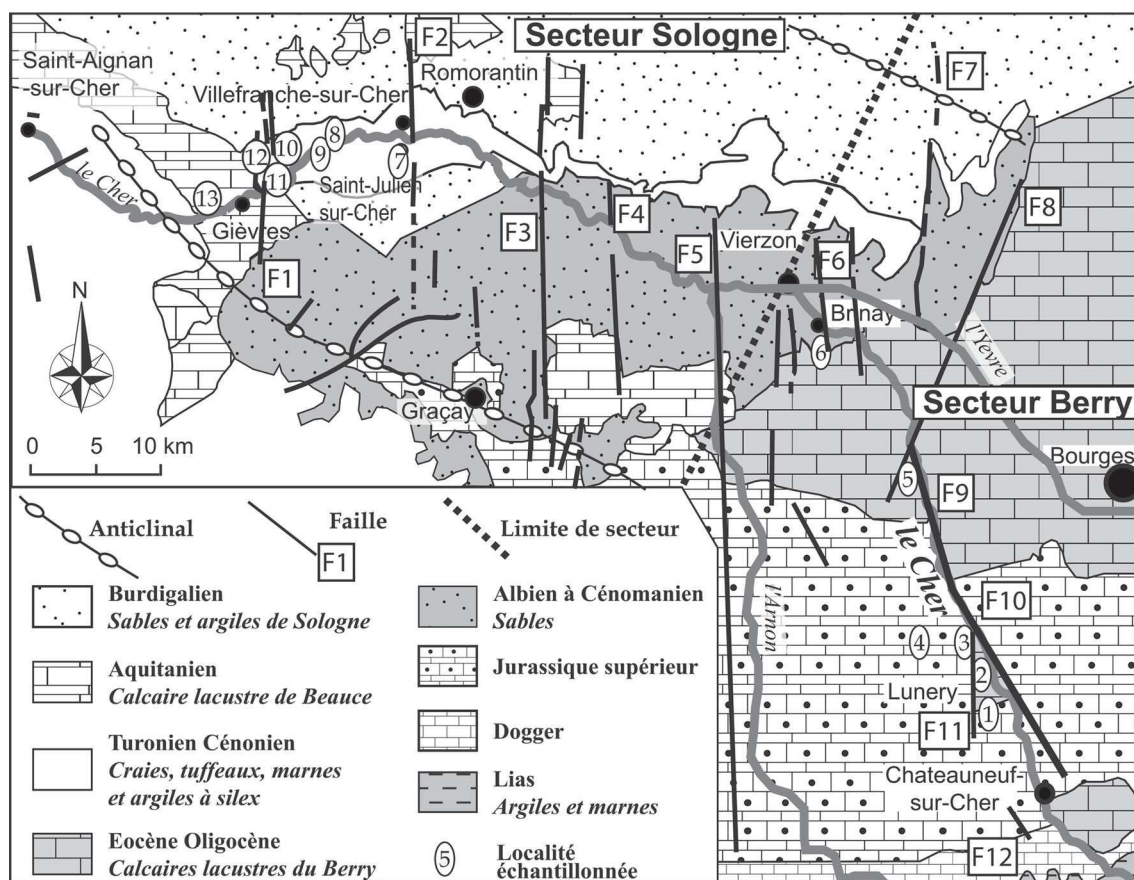 Secteur Sologne
F2
F7
Saint-Aignan
-sur-Cher
Romorantin
Villefranche-sur-Cher
12
10
9
8
7
11
13
le Cher
Saint-Julien
sur-Cher
Gièvres
F1
F3
F4
F5
Vierzon
F6
F8
Brinay
6
l'Yèvre
N
Graçay
Secteur Berry
0 5 10 km
Bourges
5
F9
le Cher
F10
l'Arnon
4
3
2
Lunery
1
F11
Chateauneuf-
sur-Cher
F12
Anticlinal
Faille
F1
Limite de secteur
Burdigalien
Sables et argiles de Sologne
Aquitanien
Calcaire lacustre de Beauce
Turonien Cénonien
Craies, tuffeaux, marnes
et argiles à silex
Eocène Oligocène
Calcaires lacustres du Berry
Albien à Cénomanien
Sables
Jurassique supérieur
Dogger
Lias
Argiles et marnes
5
Localité
échantillonnée